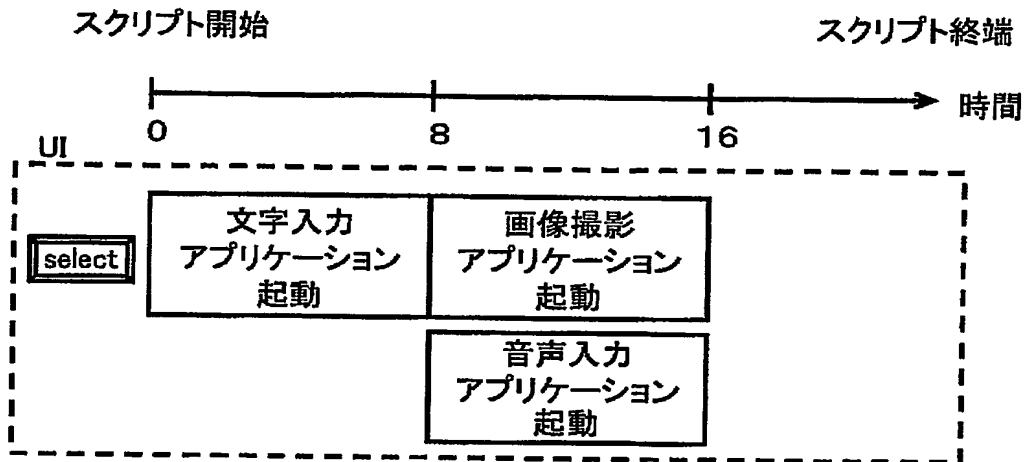 スクリプト開始
スクリプト終端
時間
0
8
16
UI
select
文字入力
アプリケーション
起動
画像撮影
アプリケーション
起動
音声入力
アプリケーション
起動